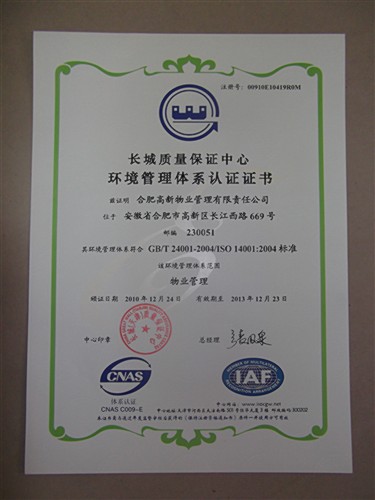 注册号: 00910E10419R0M
长城质量保证中心
环境管理体系认证证书
兹证明 合肥高新物业管理有限责任公司
位于 安徽省合肥市高新区长江西路 669 号
邮编 230051
其环境管理体系符合 GB/T 24001-2004/ISO 14001:2004 标准
该环境管理体系范围
物业管理
颁证日期 2010 年 12 月 24 日 有效期至 2013 年 12 月 23 日
中心印章 总经理
CNAS
IAF
体系认证
CNAS C009-E